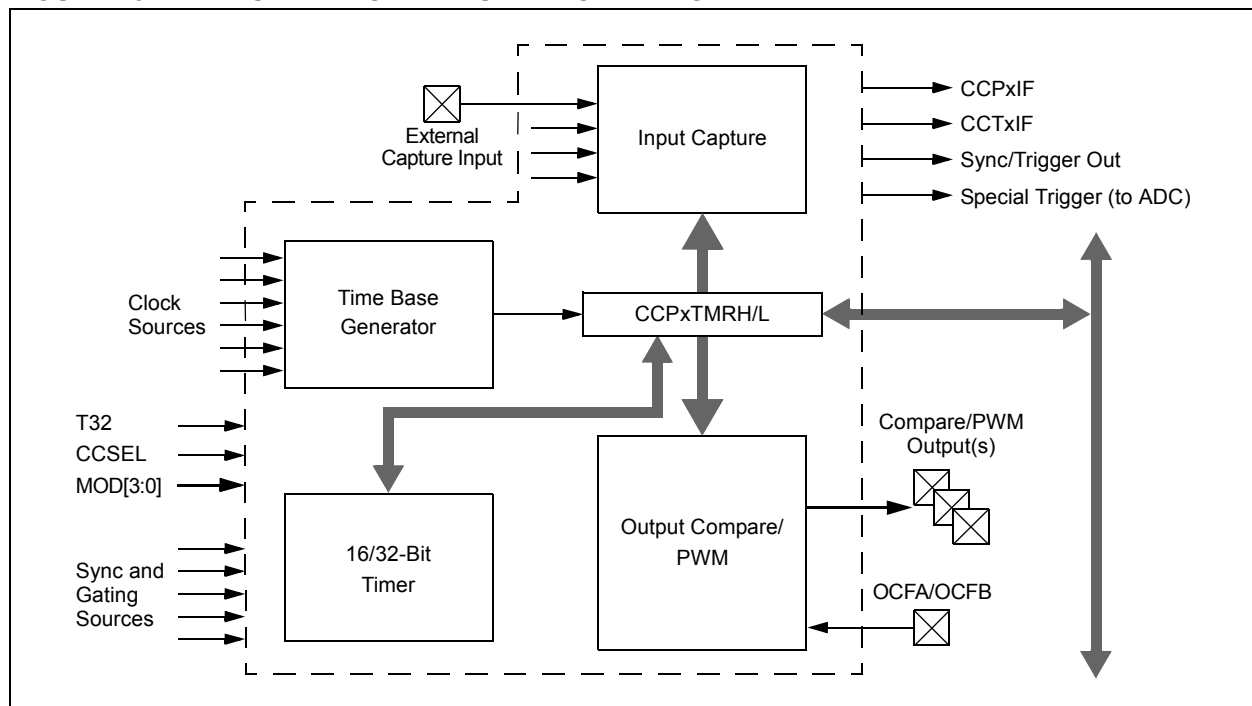 External
Capture Input
Input Capture
CCPxIF
CCTxIF
Sync/Trigger Out
Special Trigger (to ADC)
Clock
Sources
Time Base
Generator
CCPxTMRH/L
T32
CCSEL
MOD[3:0]
Compare/PWM
Output(s)
16/32-Bit
Timer
Output Compare/
PWM
Sync and
Gating
Sources
OCFA/OCFB